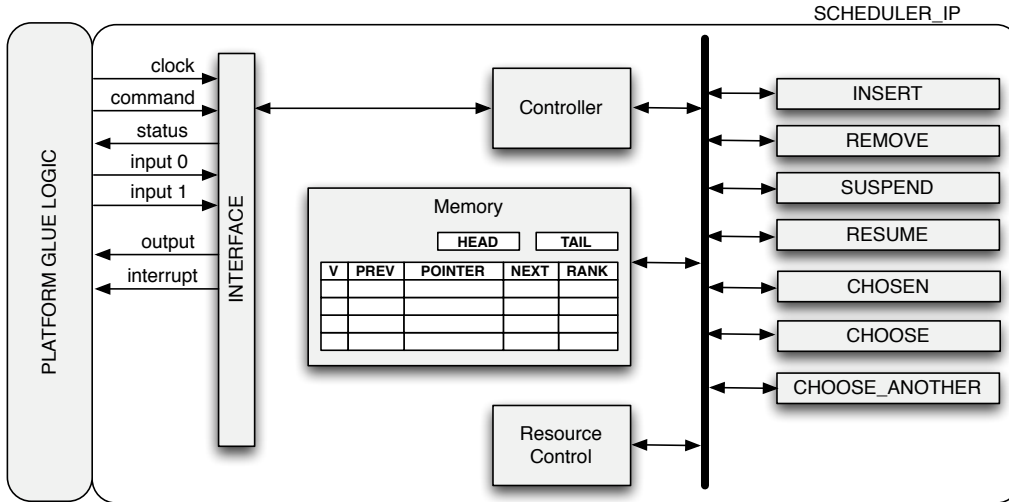 SCHEDULER_IP
PLATFORM GLUE LOGIC
clock
command
status
input 0
input 1
output
interrupt
INTERFACE
Controller
Memory
HEAD TAIL
V PREV POINTER NEXT RANK
Resource
Control
INSERT
REMOVE
SUSPEND
RESUME
CHOSEN
CHOOSE
CHOOSE_ANOTHER